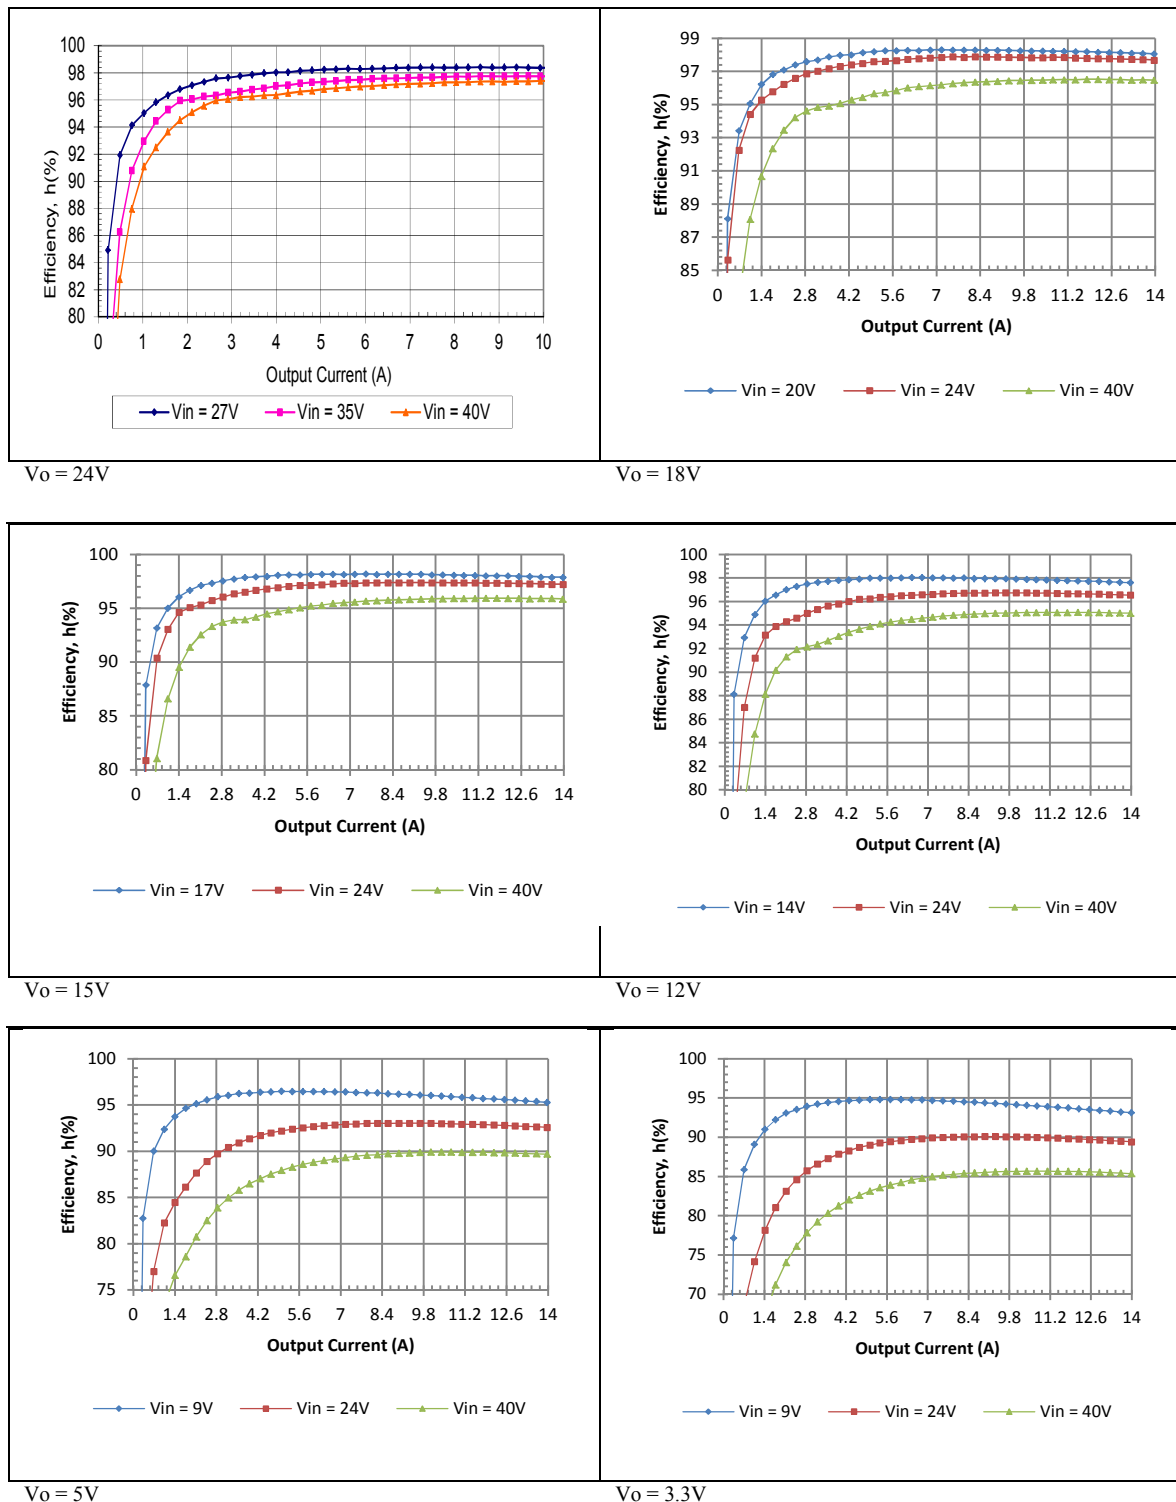 Efficiency, h(%)
100
98
96
94
92
90
88
86
84
82
80
0 1 2 3 4 5 6 7 8 9 10
Output Current (A)
Vin = 27V Vin = 35V Vin = 40V
Vo = 24V
Efficiency, h(%)
99
97
95
93
91
89
87
85
0 1.4 2.8 4.2 5.6 7 8.4 9.8 11.2 12.6 14
Output Current (A)
Vin = 20V Vin = 24V Vin = 40V
Vo = 18V
Efficiency, h(%)
100
95
90
85
80
0 1.4 2.8 4.2 5.6 7 8.4 9.8 11.2 12.6 14
Output Current (A)
Vin = 17V Vin = 24V Vin = 40V
Vo = 15V
Efficiency, h(%)
100
98
96
94
92
90
88
86
84
82
80
0 1.4 2.8 4.2 5.6 7 8.4 9.8 11.2 12.6 14
Output Current (A)
Vin = 14V Vin = 24V Vin = 40V
Vo = 12V
Efficiency, h(%)
100
95
90
85
80
75
0 1.4 2.8 4.2 5.6 7 8.4 9.8 11.2 12.6 14
Output Current (A)
Vin = 9V Vin = 24V Vin = 40V
Vo = 5V
Efficiency, h(%)
100
95
90
85
80
75
70
0 1.4 2.8 4.2 5.6 7 8.4 9.8 11.2 12.6 14
Output Current (A)
Vin = 9V Vin = 24V Vin = 40V
Vo = 3.3V